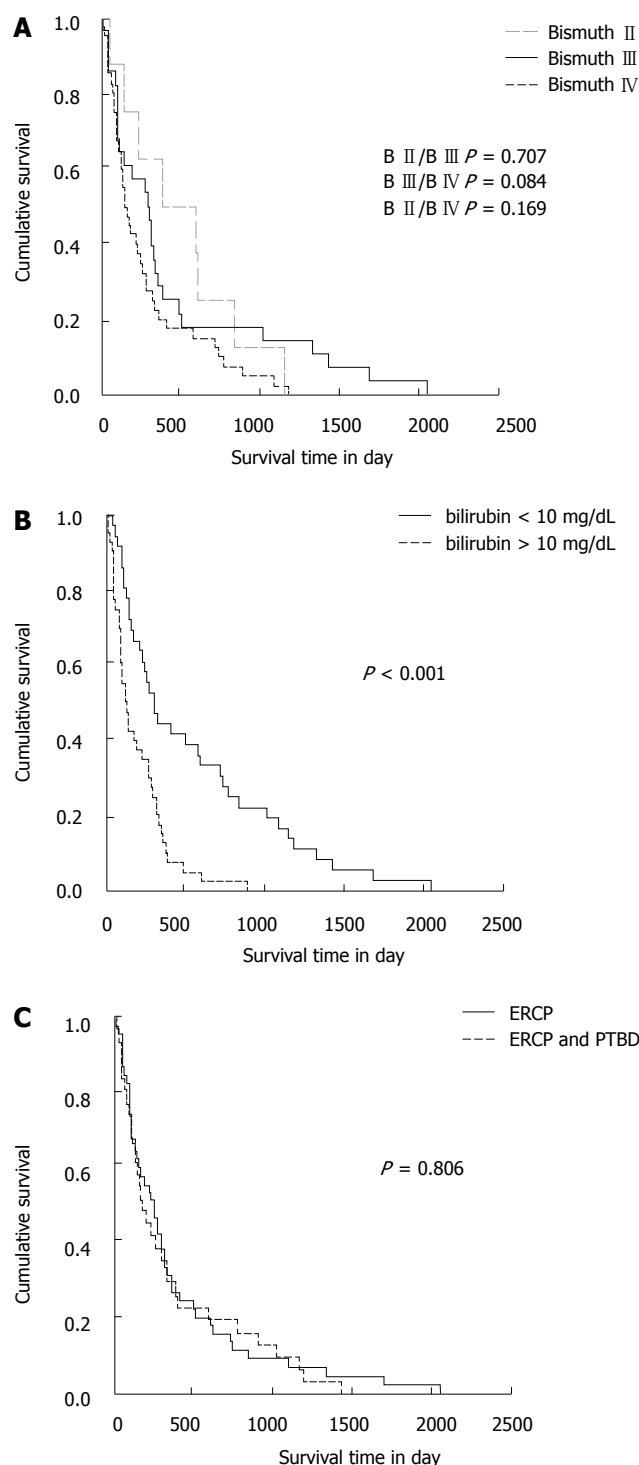 A
Bismuth Ⅱ
Bismuth Ⅲ
Bismuth Ⅳ
B Ⅱ/B Ⅲ P = 0.707
B Ⅲ/B Ⅳ P = 0.084
B Ⅱ/B Ⅳ P = 0.169
Cumulative survival
1.0
0.8
0.6
0.4
0.2
0.0
0 500 1000 1500 2000 2500
Survival time in day
B
bilirubin < 10 mg/dL
bilirubin > 10 mg/dL
P < 0.001
Cumulative survival
1.0
0.8
0.6
0.4
0.2
0.0
0 500 1000 1500 2000 2500
Survival time in day
C
ERCP
ERCP and PTBD
P = 0.806
Cumulative survival
1.0
0.8
0.6
0.4
0.2
0.0
0 500 1000 1500 2000 2500
Survival time in day